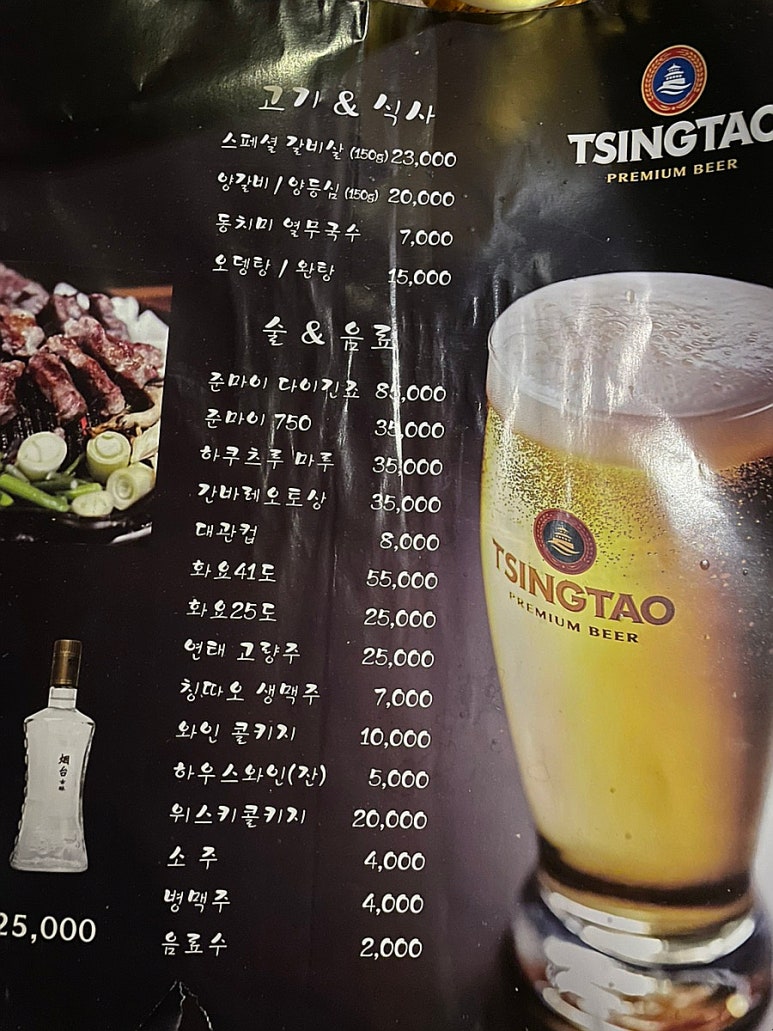 고기 & 식사
스페셜 갈비살 (150g) 23,000
양갈비 / 양등심 (150g) 20,000
동치미 열무국수 7,000
오뎅탕 / 완탕 15,000
술 & 음료
준마이 다이긴죠 85,000
준마이 750 35,000
하쿠츠루 마루 35,000
간바레오토상 35,000
대관컵 8,000
화요41도 55,000
화요25도 25,000
연태 고량주 25,000
칭따오 생맥주 7,000
와인 콜키지 10,000
하우스와인(잔) 5,000
위스키콜키지 20,000
소 주 4,000
병맥주 4,000
음료수 2,000
TSINGTAO
PREMIUM BEER
TSINGTAO
PREMIUM BEER
烟台
25,000